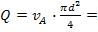 Q = v_A · πd²/4 =